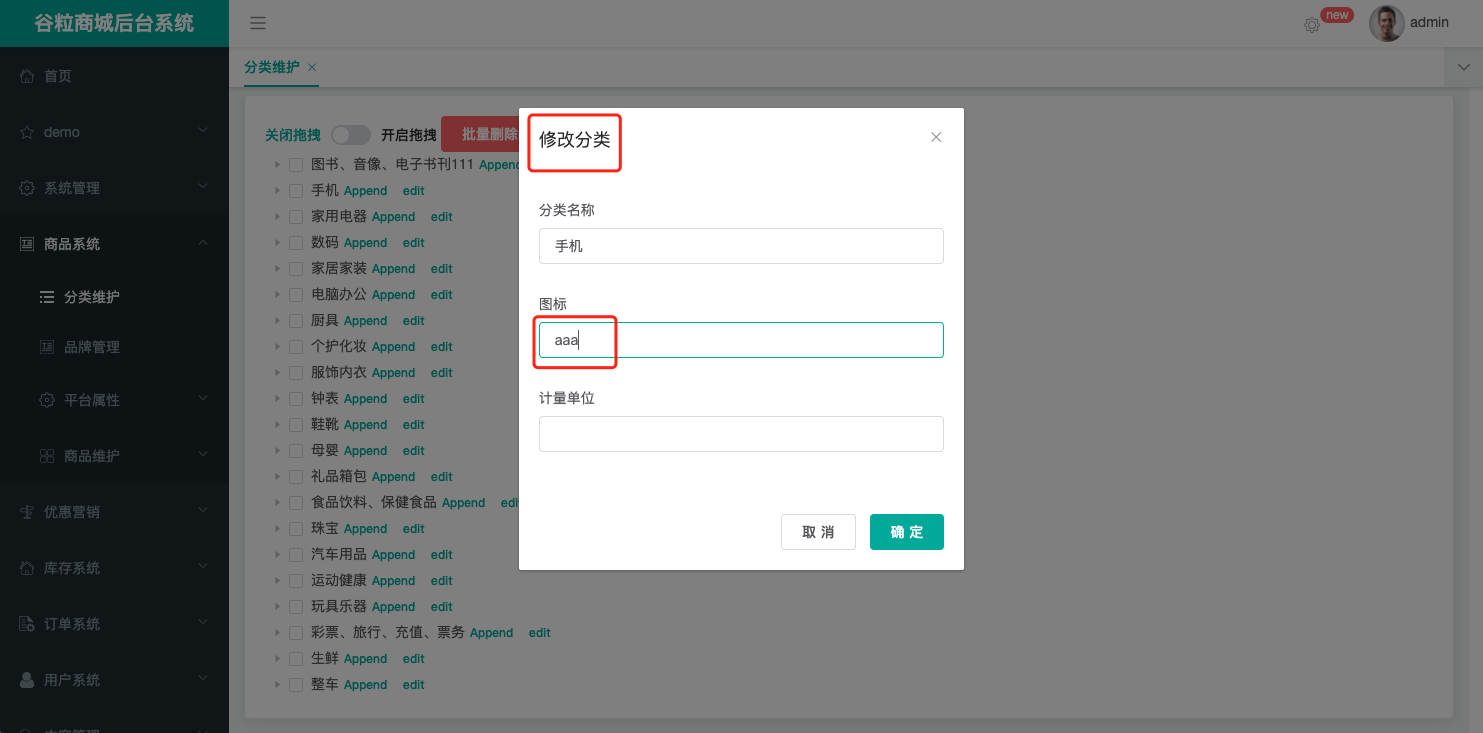 谷粒商城后台系统
new
admin
首页
demo
系统管理
商品系统
分类维护
品牌管理
平台属性
商品维护
优惠营销
库存系统
订单系统
用户系统
分类维护
关闭拖拽 开启拖拽 批量删除
图书、音像、电子书刊111 Append
手机 Append edit
家用电器 Append edit
数码 Append edit
家居家装 Append edit
电脑办公 Append edit
厨具 Append edit
个护化妆 Append edit
服饰内衣 Append edit
钟表 Append edit
鞋靴 Append edit
母婴 Append edit
礼品箱包 Append edit
食品饮料、保健食品 Append edit
珠宝 Append edit
汽车用品 Append edit
运动健康 Append edit
玩具乐器 Append edit
彩票、旅行、充值、票务 Append edit
生鲜 Append edit
整车 Append edit
修改分类
分类名称
手机
图标
aaa
计量单位
取 消 确 定